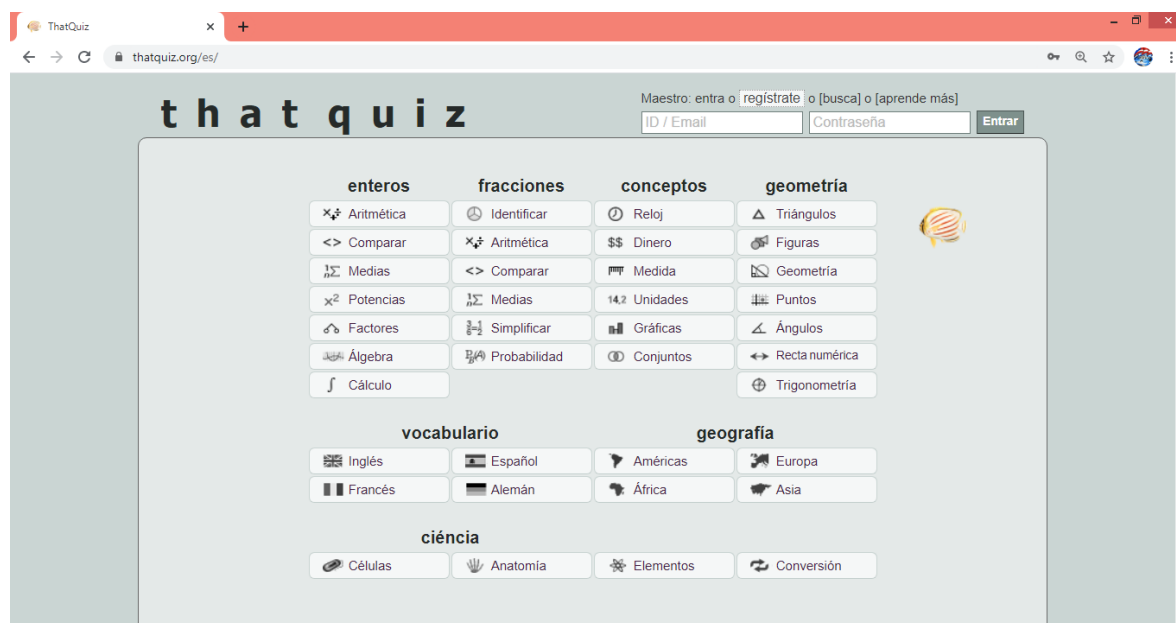 ThatQuiz
thatquiz.org/es/
that quiz
Maestro: entra o regístrate o [busca] o [aprende más]
ID / Email Contraseña Entrar
enteros fracciones conceptos geometría
Aritmética Identificar Reloj Triángulos
<> Comparar Aritmética $$ Dinero Figuras
Medias <> Comparar Medida Geometría
x² Potencias Medias 14,2 Unidades Puntos
Factores Simplificar Gráficas Ángulos
Álgebra Probabilidad Conjuntos Recta numérica
∫ Cálculo Trigonometría
vocabulario geografía
Inglés Español Américas Europa
Francés Alemán África Asia
ciéncia
Células Anatomía Elementos Conversión